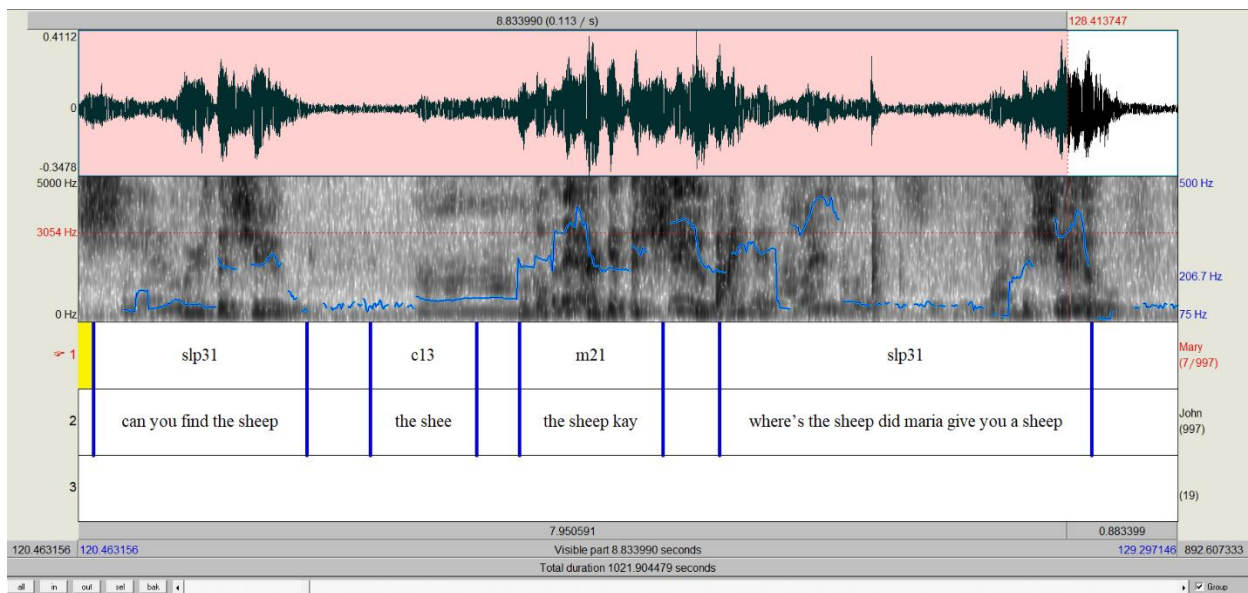 8.833990 (0.113 / s) 128.413747
0.4112
0
-0.3478
5000 Hz 500 Hz
3054 Hz
206.7 Hz
0 Hz 75 Hz
1 slp31 c13 m21 slp31 Mary (7/997)
2 can you find the sheep the shee the sheep kay where's the sheep did maria give you a sheep John (997)
3 (19)
7.950591 0.883399
120.463156 120.463156 Visible part 8.833990 seconds 129.297146 892.607333
Total duration 1021.904479 seconds
all in out sel bak Group